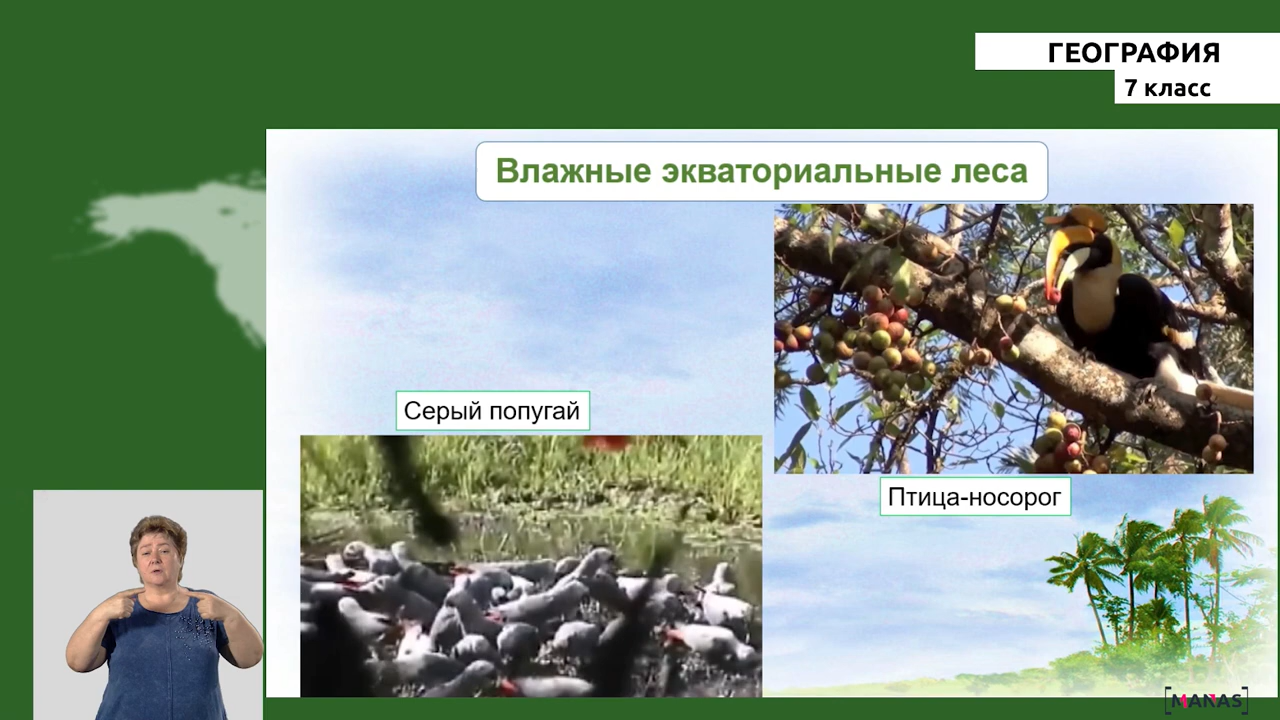 ГЕОГРАФИЯ
7 класс
Влажные экваториальные леса
Серый попугай
Птица-носорог
[MANAS]